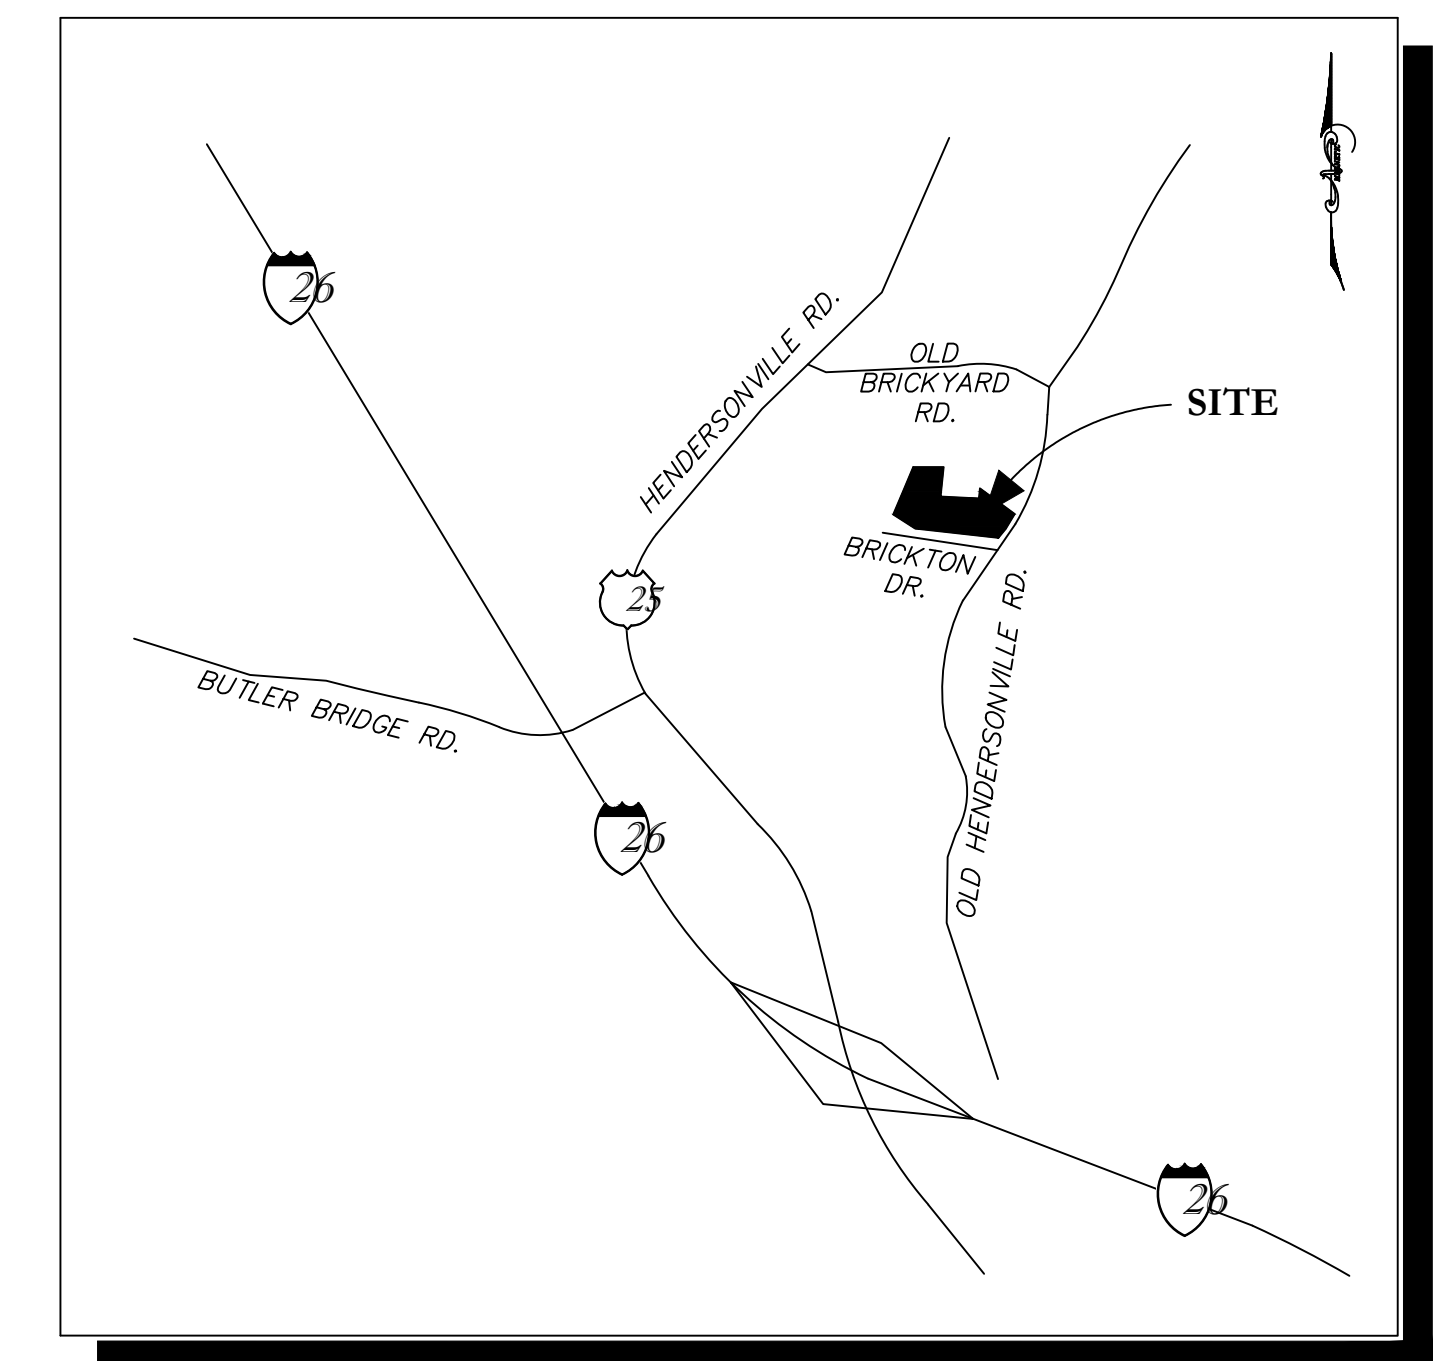 26
HENDERSONVILLE RD.
OLD
BRICKYARD
RD.
SITE
BRICKTON
DR.
25
OLD HENDERSONVILLE RD.
BUTLER BRIDGE RD.
26
26